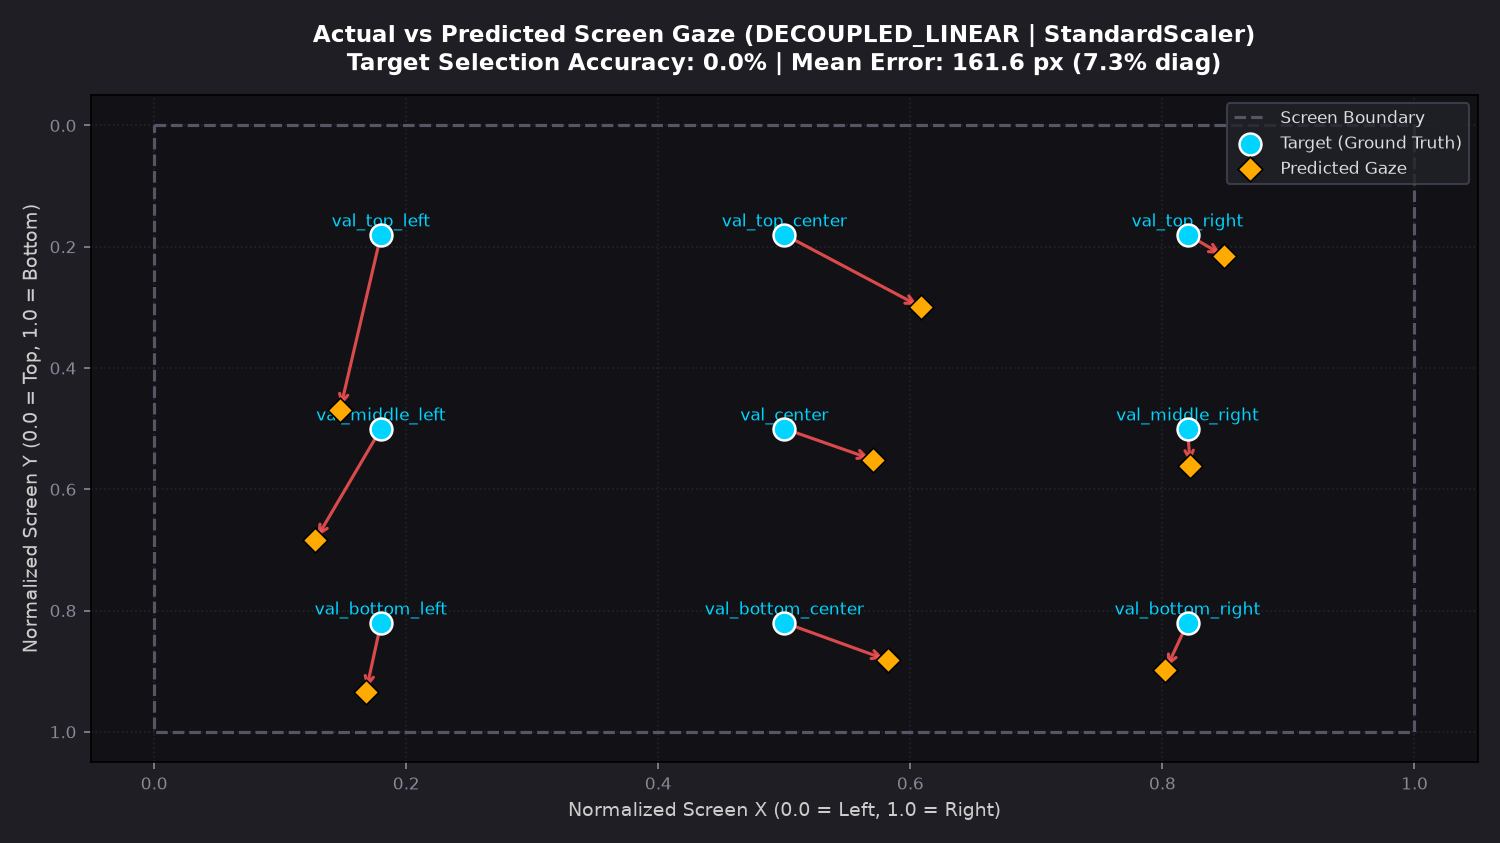 Actual vs Predicted Screen Gaze (DECOUPLED_LINEAR | StandardScaler)
Target Selection Accuracy: 0.0% | Mean Error: 161.6 px (7.3% diag)
Screen Boundary
Target (Ground Truth)
Predicted Gaze
val_top_left
val_top_center
val_top_right
val_middle_left
val_center
val_middle_right
val_bottom_left
val_bottom_center
val_bottom_right
0.0
0.2
0.4
0.6
0.8
1.0
Normalized Screen Y (0.0 = Top, 1.0 = Bottom)
0.0
0.2
0.4
0.6
0.8
1.0
Normalized Screen X (0.0 = Left, 1.0 = Right)